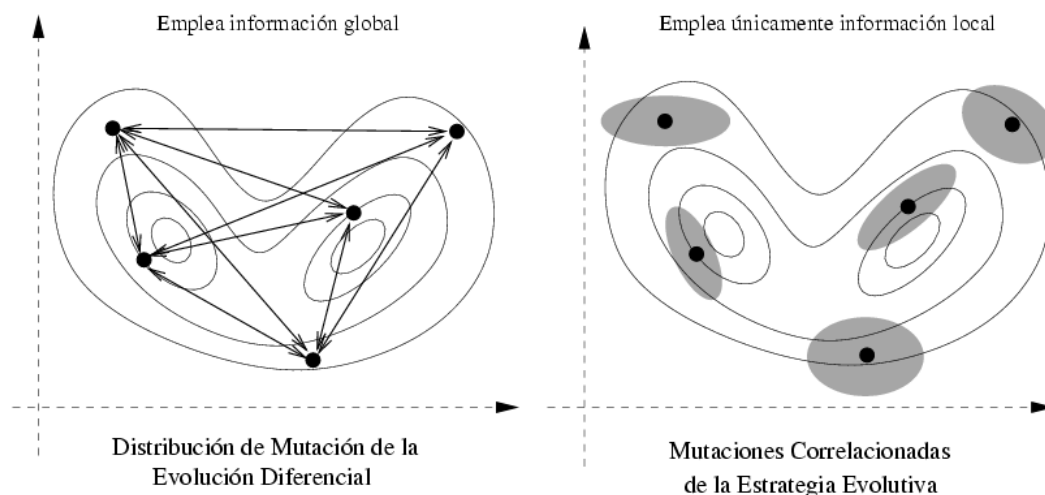 Emplea información global
Emplea únicamente información local
Distribución de Mutación de la
Evolución Diferencial
Mutaciones Correlacionadas
de la Estrategia Evolutiva